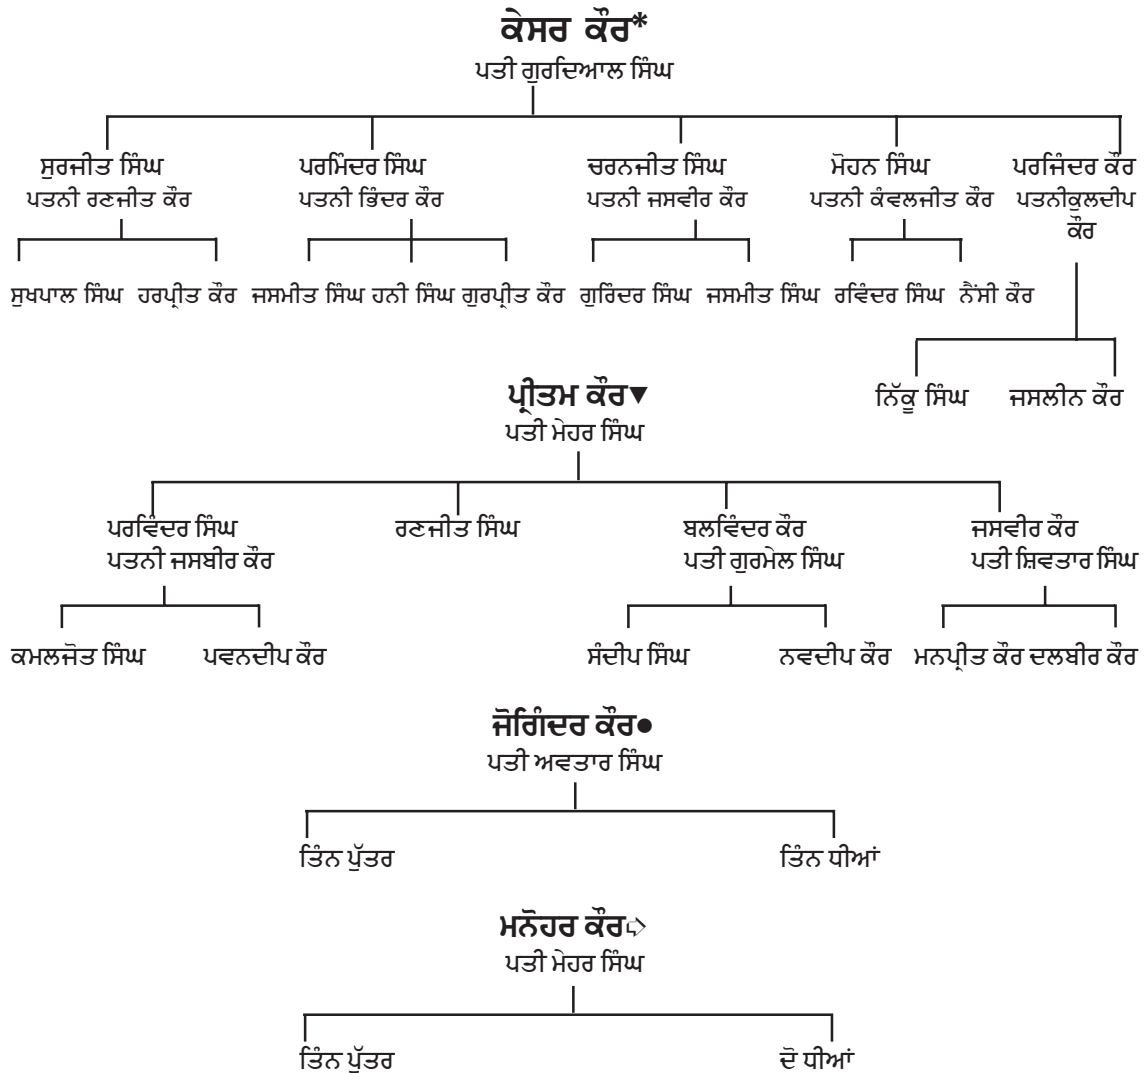 ਕੇਸਰ ਕੌਰ*
ਪਤੀ ਗੁਰਦਿਆਲ ਸਿੰਘ
ਸੁਰਜੀਤ ਸਿੰਘ ਪਰਮਿੰਦਰ ਸਿੰਘ ਚਰਨਜੀਤ ਸਿੰਘ ਮੋਹਨ ਸਿੰਘ ਪਰਜਿੰਦਰ ਕੌਰ
ਪਤਨੀ ਰਣਜੀਤ ਕੌਰ ਪਤਨੀ ਭਿੰਦਰ ਕੌਰ ਪਤਨੀ ਜਸਵੀਰ ਕੌਰ ਪਤਨੀ ਕੰਵਲਜੀਤ ਕੌਰ ਪਤਨੀਕੁਲਦੀਪ
ਕੌਰ
ਸੁਖਪਾਲ ਸਿੰਘ ਹਰਪ੍ਰੀਤ ਕੌਰ ਜਸਮੀਤ ਸਿੰਘ ਹਨੀ ਸਿੰਘ ਗੁਰਪ੍ਰੀਤ ਕੌਰ ਗੁਰਿੰਦਰ ਸਿੰਘ ਜਸਮੀਤ ਸਿੰਘ ਰਵਿੰਦਰ ਸਿੰਘ ਨੈਂਸੀ ਕੌਰ
ਨਿੱਕੂ ਸਿੰਘ ਜਸਲੀਨ ਕੌਰ
ਪ੍ਰੀਤਮ ਕੌਰ▼
ਪਤੀ ਮੇਹਰ ਸਿੰਘ
ਪਰਵਿੰਦਰ ਸਿੰਘ ਰਣਜੀਤ ਸਿੰਘ ਬਲਵਿੰਦਰ ਕੌਰ ਜਸਵੀਰ ਕੌਰ
ਪਤਨੀ ਜਸਬੀਰ ਕੌਰ ਪਤੀ ਗੁਰਮੇਲ ਸਿੰਘ ਪਤੀ ਸ਼ਿਵਤਾਰ ਸਿੰਘ
ਕਮਲਜੋਤ ਸਿੰਘ ਪਵਨਦੀਪ ਕੌਰ ਸੰਦੀਪ ਸਿੰਘ ਨਵਦੀਪ ਕੌਰ ਮਨਪ੍ਰੀਤ ਕੌਰ ਦਲਬੀਰ ਕੌਰ
ਜੋਗਿੰਦਰ ਕੌਰ●
ਪਤੀ ਅਵਤਾਰ ਸਿੰਘ
ਤਿੰਨ ਪੁੱਤਰ ਤਿੰਨ ਧੀਆਂ
ਮਨੋਹਰ ਕੌਰ➪
ਪਤੀ ਮੇਹਰ ਸਿੰਘ
ਤਿੰਨ ਪੁੱਤਰ ਦੋ ਧੀਆਂ